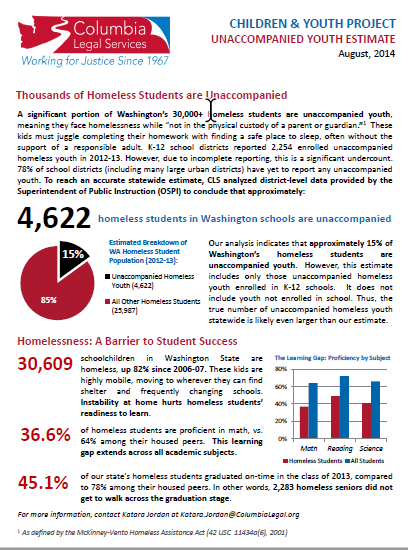 Columbia
Legal Services
Working for Justice Since 1967
CHILDREN & YOUTH PROJECT
UNACCOMPANIED YOUTH ESTIMATE
August, 2014
Thousands of Homeless Students are Unaccompanied
A significant portion of Washington's 30,000+ homeless students are unaccompanied youth,
meaning they face homelessness while "not in the physical custody of a parent or guardian."¹ These
kids must juggle completing their homework with finding a safe place to sleep, often without the
support of a responsible adult. K-12 school districts reported 2,254 enrolled unaccompanied
homeless youth in 2012-13. However, due to incomplete reporting, this is a significant undercount.
78% of school districts (including many large urban districts) have yet to report any unaccompanied
youth. To reach an accurate statewide estimate, CLS analyzed district-level data provided by the
Superintendent of Public Instruction (OSPI) to conclude that approximately:
4,622 homeless students in Washington schools are unaccompanied
15%
85%
Estimated Breakdown of
WA Homeless Student
Population (2012-13):
Unaccompanied Homeless
Youth (4,622)
All Other Homeless Students
(25,987)
Our analysis indicates that approximately 15% of
Washington's homeless students are
unaccompanied youth. However, this estimate
includes only those unaccompanied homeless
youth enrolled in K-12 schools. It does not
include youth not enrolled in school. Thus, the
true number of unaccompanied homeless youth
statewide is likely even larger than our estimate.
Homelessness: A Barrier to Student Success
30,609
schoolchildren in Washington State are
homeless, up 82% since 2006-07. These kids are
highly mobile, moving to wherever they can find
shelter and frequently changing schools.
Instability at home hurts homeless students'
readiness to learn.
36.6%
of homeless students are proficient in math, vs.
64% among their housed peers. This learning
gap extends across all academic subjects.
The Learning Gap: Proficiency by Subject
80%
60%
40%
20%
0%
Math Reading Science
Homeless Students All Students
45.1%
of our state's homeless students graduated on-time in the class of 2013, compared
to 78% among their housed peers. In other words, 2,283 homeless seniors did not
get to walk across the graduation stage.
For more information, contact Katara Jordan at Katara.Jordan@ColumbiaLegal.org
¹ As defined by the McKinney-Vento Homeless Assistance Act (42 USC 11434a(6), 2001)